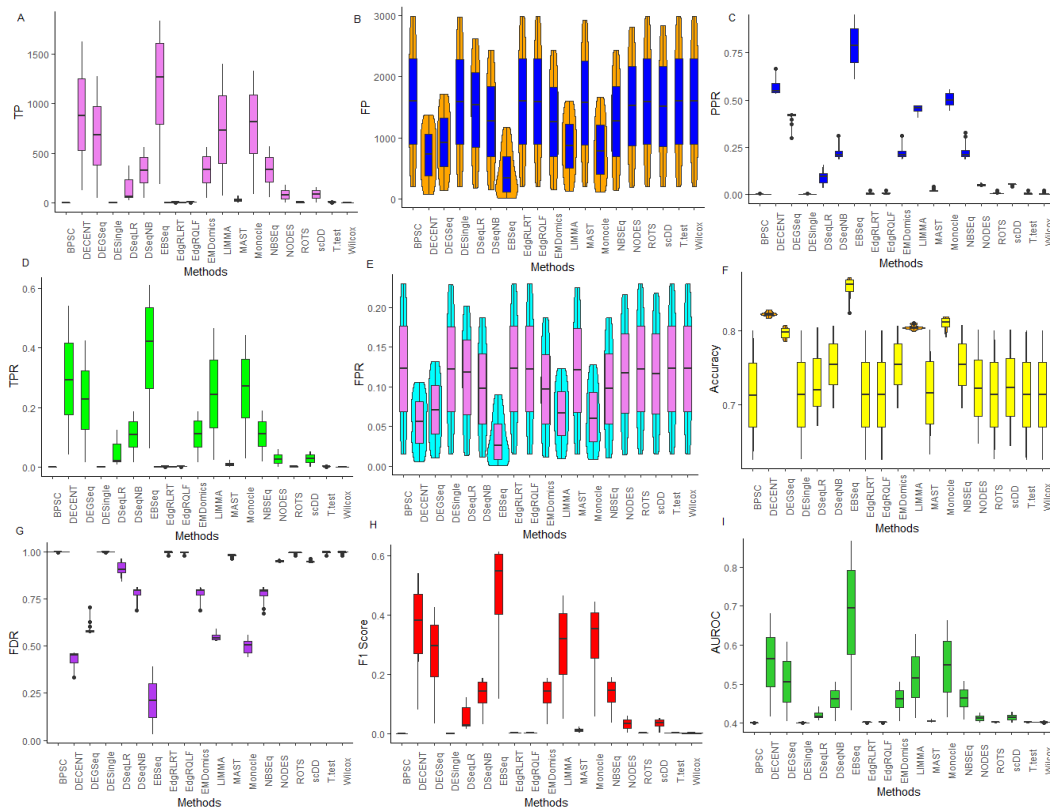 A
TP
1500
1000
500
0
BPSC
DECENT
DEGSeq
DESingle
DSeqLR
DSeqNB
EBSeq
EdgRLRT
EdgRQLF
EMDomics
LIMMA
MAST
Monocle
NBSEq
NODES
ROTS
scDD
T.test
Wilcox
Methods
B
FP
3000
2000
1000
0
BPSC
DECENT
DEGSeq
DESingle
DSeqLR
DSeqNB
EBSeq
EdgRLRT
EdgRQLF
EMDomics
LIMMA
MAST
Monocle
NBSEq
NODES
ROTS
scDD
T.test
Wilcox
Methods
C
PPR
0.75
0.50
0.25
0.00
BPSC
DECENT
DEGSeq
DESingle
DSeqLR
DSeqNB
EBSeq
EdgRLRT
EdgRQLF
EMDomics
LIMMA
MAST
Monocle
NBSEq
NODES
ROTS
scDD
T.test
Wilcox
Methods
D
TPR
0.6
0.4
0.2
0.0
BPSC
DECENT
DEGSeq
DESingle
DSeqLR
DSeqNB
EBSeq
EdgRLRT
EdgRQLF
EMDomics
LIMMA
MAST
Monocle
NBSEq
NODES
ROTS
scDD
T.test
Wilcox
Methods
E
FPR
0.20
0.15
0.10
0.05
0.00
BPSC
DECENT
DEGSeq
DESingle
DSeqLR
DSeqNB
EBSeq
EdgRLRT
EdgRQLF
EMDomics
LIMMA
MAST
Monocle
NBSEq
NODES
ROTS
scDD
T.test
Wilcox
Methods
F
Accuracy
0.8
0.7
BPSC
DECENT
DEGSeq
DESingle
DSeqLR
DSeqNB
EBSeq
EdgRLRT
EdgRQLF
EMDomics
LIMMA
MAST
Monocle
NBSEq
NODES
ROTS
scDD
T.test
Wilcox
Methods
G
FDR
1.00
0.75
0.50
0.25
0.00
BPSC
DECENT
DEGSeq
DESingle
DSeqLR
DSeqNB
EBSeq
EdgRLRT
EdgRQLF
EMDomics
LIMMA
MAST
Monocle
NBSEq
NODES
ROTS
scDD
T.test
Wilcox
Methods
H
F1 Score
0.6
0.4
0.2
0.0
BPSC
DECENT
DEGSeq
DESingle
DSeqLR
DSeqNB
EBSeq
EdgRLRT
EdgRQLF
EMDomics
LIMMA
MAST
Monocle
NBSEq
NODES
ROTS
scDD
T.test
Wilcox
Methods
I
AUROC
0.8
0.7
0.6
0.5
0.4
BPSC
DECENT
DEGSeq
DESingle
DSeqLR
DSeqNB
EBSeq
EdgRLRT
EdgRQLF
EMDomics
LIMMA
MAST
Monocle
NBSEq
NODES
ROTS
scDD
T.test
Wilcox
Methods